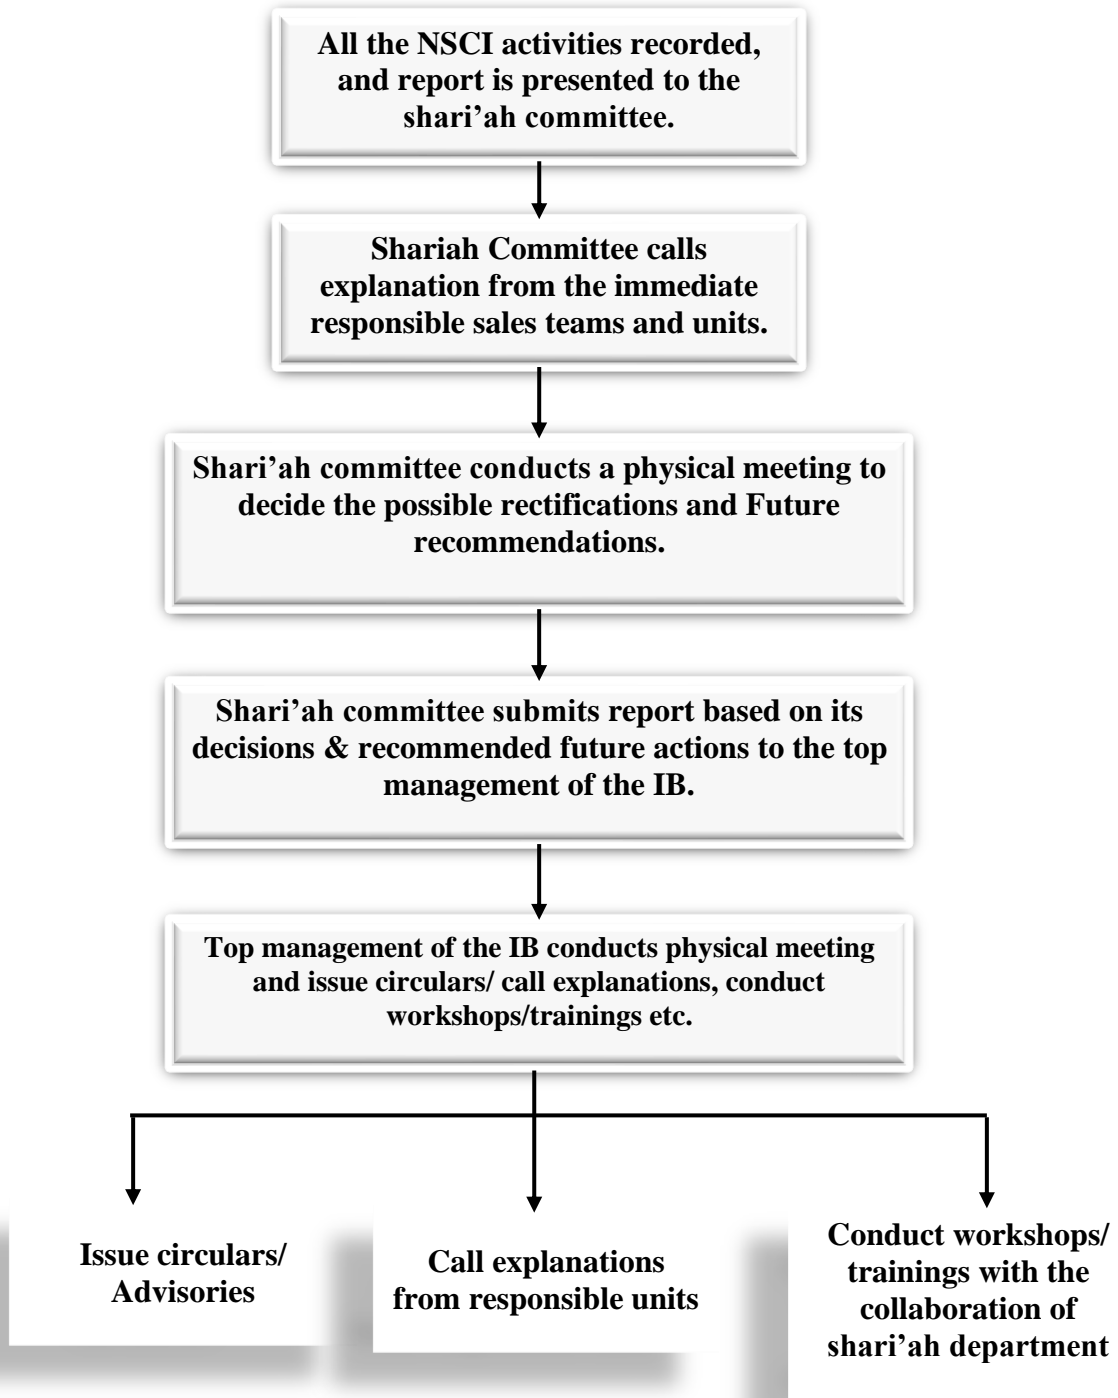 All the NSCI activities recorded,
and report is presented to the
shari’ah committee.
Shariah Committee calls
explanation from the immediate
responsible sales teams and units.
Shari’ah committee conducts a physical meeting to
decide the possible rectifications and Future
recommendations.
Shari’ah committee submits report based on its
decisions & recommended future actions to the top
management of the IB.
Top management of the IB conducts physical meeting
and issue circulars/ call explanations, conduct
workshops/trainings etc.
Issue circulars/
Advisories
Call explanations
from responsible units
Conduct workshops/
trainings with the
collaboration of
shari’ah department